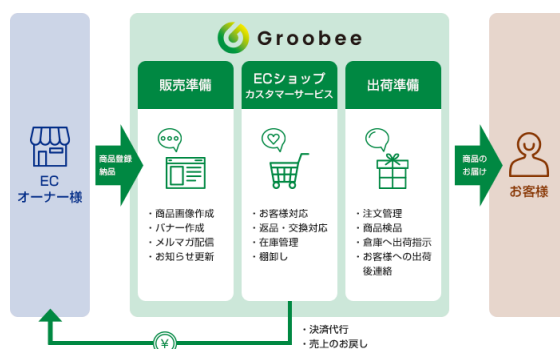 Groobee
EC
オーナー様
商品登録
納品
販売準備
・商品画像作成
・バナー作成
・メルマガ配信
・お知らせ更新
ECショップ
カスタマーサービス
・お客様対応
・返品・交換対応
・在庫管理
・棚卸し
出荷準備
・注文管理
・商品検品
・倉庫へ出荷指示
・お客様への出荷
後連絡
商品の
お届け
お客様
¥
・決済代行
・売上のお戻し